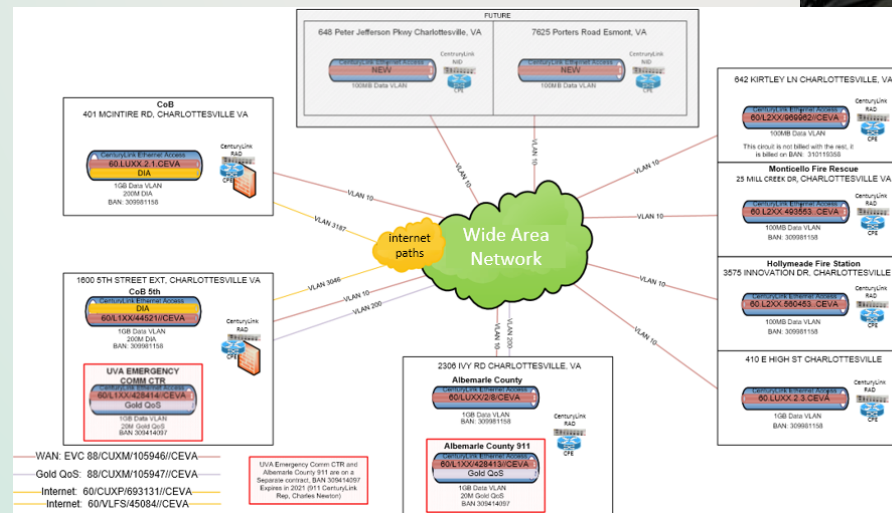 FUTURE
648 Peter Jefferson Pkwy Charlottesville, VA
CenturyLink
NID
NEW
100MB Data VLAN
CPE
7625 Porters Road Esmont, VA
CenturyLink
NID
NEW
100MB Data VLAN
CPE
CoB
401 MCINTIRE RD, CHARLOTTESVILLE VA
CenturyLink Ethernet Access
60.LUXX.2.1.CEVA
DIA
1GB Data VLAN
200M DIA
BAN: 309981158
CenturyLink
RAD
CPE
1600 5TH STREET EXT, CHARLOTTESVILLE VA
CoB 5th
CenturyLink Ethernet Access
DIA
60/L1XX/44521//CEVA
1GB Data VLAN
200M DIA
BAN: 309981158
CenturyLink
RAD
CPE
UVA EMERGENCY
COMM CTR
CenturyLink Ethernet Access
60/L1XX/428414//CEVA
Gold QoS
1GB Data VLAN
20M Gold QoS
BAN 309414097
VLAN 10
VLAN 3187
VLAN 3046
VLAN 10
VLAN 200
VLAN 10
VLAN 10
internet
paths
Wide Area
Network
VLAN 10
VLAN 10
VLAN 10
VLAN 10
VLAN 10
VLAN 200
642 KIRTLEY LN CHARLOTTESVILLE, VA
CenturyLink Ethernet Access
60/L2XX/969962//CEVA
100MB Data VLAN
This circuit is not billed with the rest, it
is billed on BAN: 310119358
CenturyLink
RAD
CPE
Monticello Fire Rescue
25 MILL CREEK DR, CHARLOTTESVILLE VA
CenturyLink Ethernet Access
60.L2XX.493563..CEVA
100MB Data VLAN
BAN: 309981158
CenturyLink
RAD
CPE
Hollymeade Fire Station
3575 INNOVATION DR. CHARLOTTESVILLE
CenturyLink Ethernet Access
60.L2XX.560453..CEVA
100MB Data VLAN
BAN: 309981158
CenturyLink
RAD
CPE
410 E HIGH ST CHARLOTTESVILLE
CenturyLink Ethernet Access
60.LUXX.2.3.CEVA
1GB Data VLAN
BAN: 309981158
CenturyLink
RAD
CPE
2306 IVY RD CHARLOTTESVILLE, VA
Albemarle County
CenturyLink Ethernet Access
60/LUXX/2/8/CEVA
1GB Data VLAN
BAN: 309981158
CenturyLink
RAD
CPE
Albemarle County 911
CenturyLink Ethernet Access
60/L1XX/428413//CEVA
Gold QoS
1GB Data VLAN
20M Gold QoS
BAN: 309414097
WAN: EVC 88/CUXM/105946//CEVA
Gold QoS: 88/CUXM/105947//CEVA
Internet: 60/CUXP/693131//CEVA
Internet: 60/VLFS/45084//CEVA
UVA Emergency Comm CTR and
Albemarle County 911 are on a
Separate contract, BAN 309414097
Expires in 2021 (911 CenturyLink
Rep, Charles Newton)